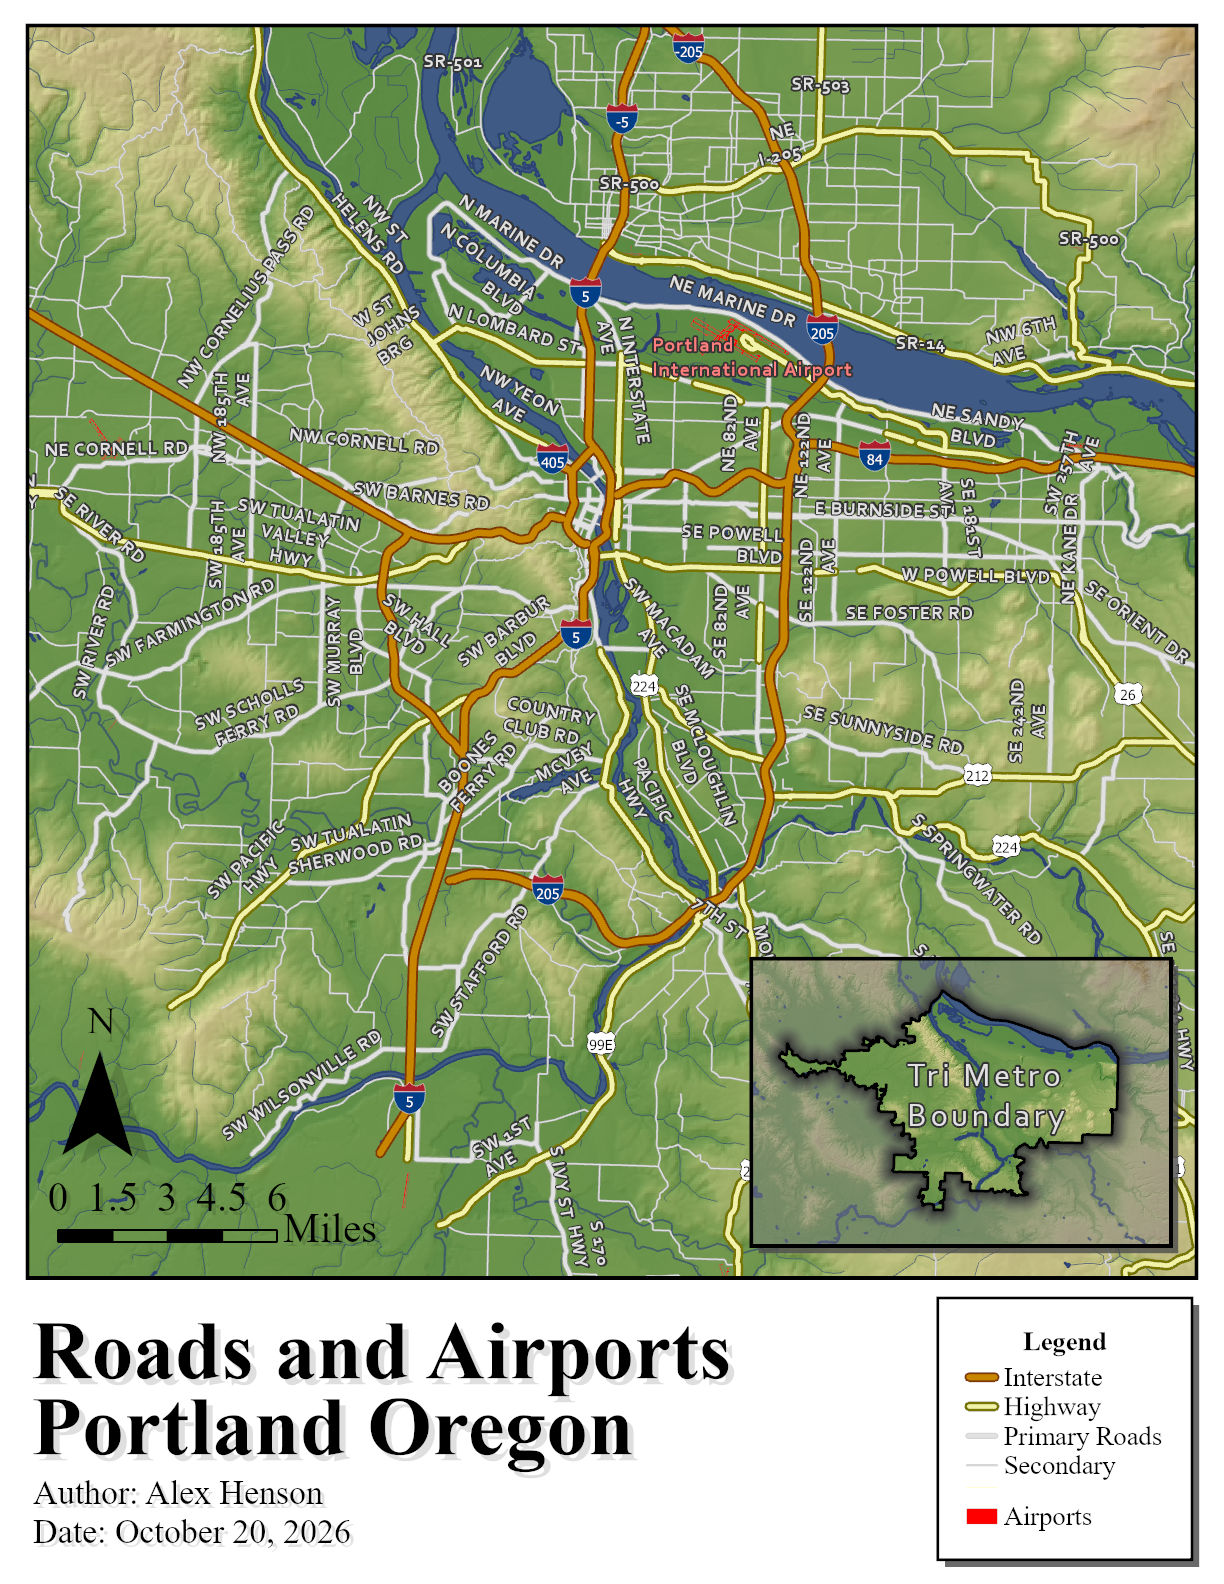 SR-501
-205
SR-503
-5
NE
I-205
SR-500
SR-500
NW ST
HELENS RD
N MARINE DR
N COLUMBIA
BLVD
NW CORNELIUS PASS RD
5
NE MARINE DR
205
W ST
JOHNS
BRG
N LOMBARD ST
N INTERSTATE
AVE
Portland
International Airport
SR-14
NW 6TH
AVE
NW 185TH
AVE
NW YEON
AVE
NE 82ND
AVE
NE SANDY
BLVD
NE CORNELL RD
NW CORNELL RD
405
NE 122ND
AVE
84
SW 257TH
AVE
SW BARNES RD
SE RIVER RD
SW TUALATIN
VALLEY
HWY
SW 185TH
AVE
E BURNSIDE ST
SE 181ST
AVE
SE POWELL
BLVD
NE KANE DR
W POWELL BLVD
SE 122ND
AVE
SW RIVER RD
SW FARMINGTON RD
SW MURRAY
BLVD
SW HALL
BLVD
SW BARBUR
BLVD
5
SW MACADAM
AVE
SE 82ND
AVE
SE FOSTER RD
SE ORIENT DR
224
26
SW SCHOLLS
FERRY RD
COUNTRY
CLUB RD
SE MCLOUGHLIN
BLVD
SE SUNNYSIDE RD
SE 242ND
AVE
BOONES
FERRY RD
MCVEY
AVE
PACIFIC
HWY
212
SW PACIFIC
HWY
SW TUALATIN
SHERWOOD RD
S SPRINGWATER RD
224
205
7TH ST
SW STAFFORD RD
SE
HWY
N
99E
SW WILSONVILLE RD
5
SW 1ST
AVE
S IVY ST
HWY
S 170
Tri Metro
Boundary
0 1.5 3 4.5 6
Miles
Roads and Airports
Portland Oregon
Author: Alex Henson
Date: October 20, 2026
Legend
Interstate
Highway
Primary Roads
Secondary
Airports